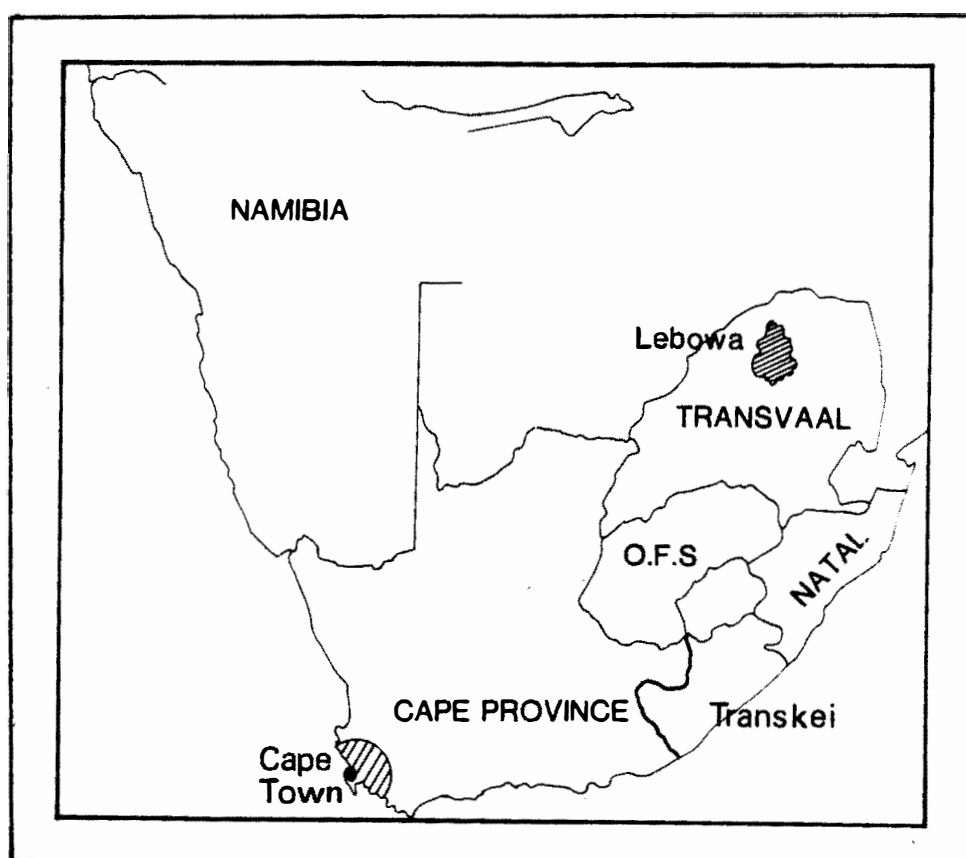 NAMIBIA
Lebowa
TRANSVAAL
O.F.S
NATAL.
CAPE PROVINCE
Transkei
Cape
Town